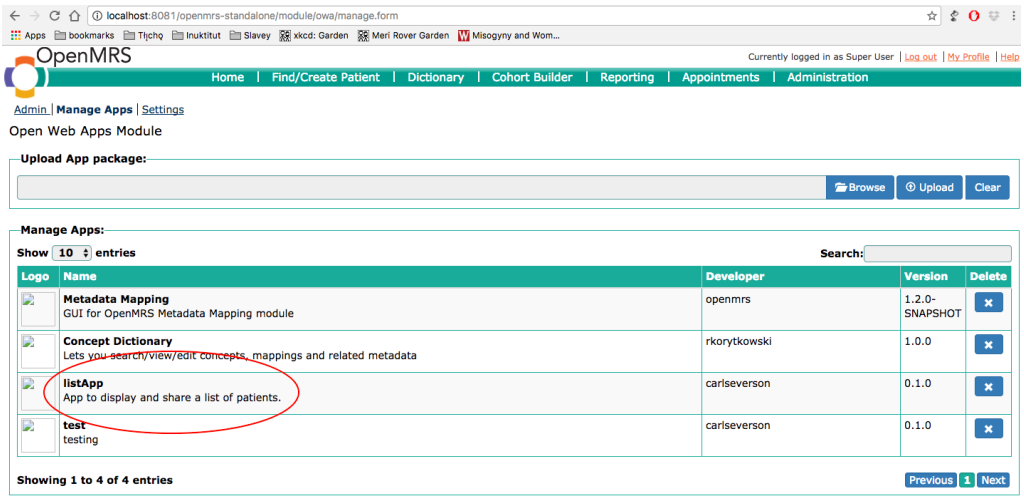 localhost:8081/openmrs-standalone/module/owa/manage.form
Apps bookmarks Tłı̨chǫ Inuktitut Slavey xkcd: Garden Meri Rover Garden Misogyny and Wom...
OpenMRS
Currently logged in as Super User | Log out | My Profile | Help
Home | Find/Create Patient | Dictionary | Cohort Builder | Reporting | Appointments | Administration
Admin | Manage Apps | Settings
Open Web Apps Module
Upload App package:
Browse Upload Clear
Manage Apps:
Show 10 entries Search:
Logo Name Developer Version Delete
Metadata Mapping openmrs 1.2.0-
GUI for OpenMRS Metadata Mapping module SNAPSHOT
Concept Dictionary rkorytkowski 1.0.0
Lets you search/view/edit concepts, mappings and related metadata
listApp carlseverson 0.1.0
App to display and share a list of patients.
test carlseverson 0.1.0
testing
Showing 1 to 4 of 4 entries Previous 1 Next